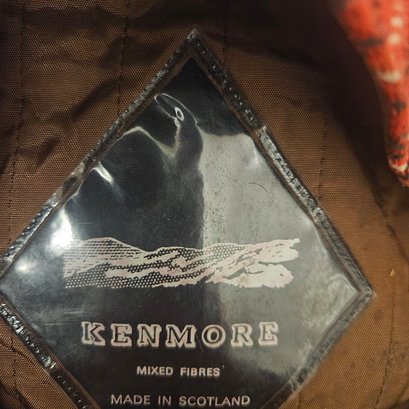 KENMORE
MIXED FIBRES
MADE IN SCOTLAND